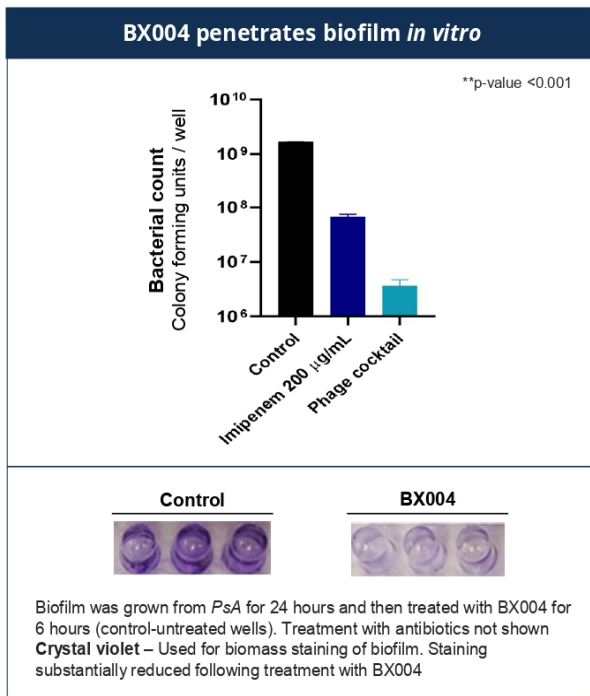 BX004 penetrates biofilm in vitro
**p-value <0.001
Bacterial count
Colony forming units / well
10¹⁰
10⁹
10⁸
10⁷
10⁶
Control
Imipenem 200 µg/mL
Phage cocktail
Control
BX004
Biofilm was grown from PsA for 24 hours and then treated with BX004 for
6 hours (control-untreated wells). Treatment with antibiotics not shown
Crystal violet – Used for biomass staining of biofilm. Staining
substantially reduced following treatment with BX004